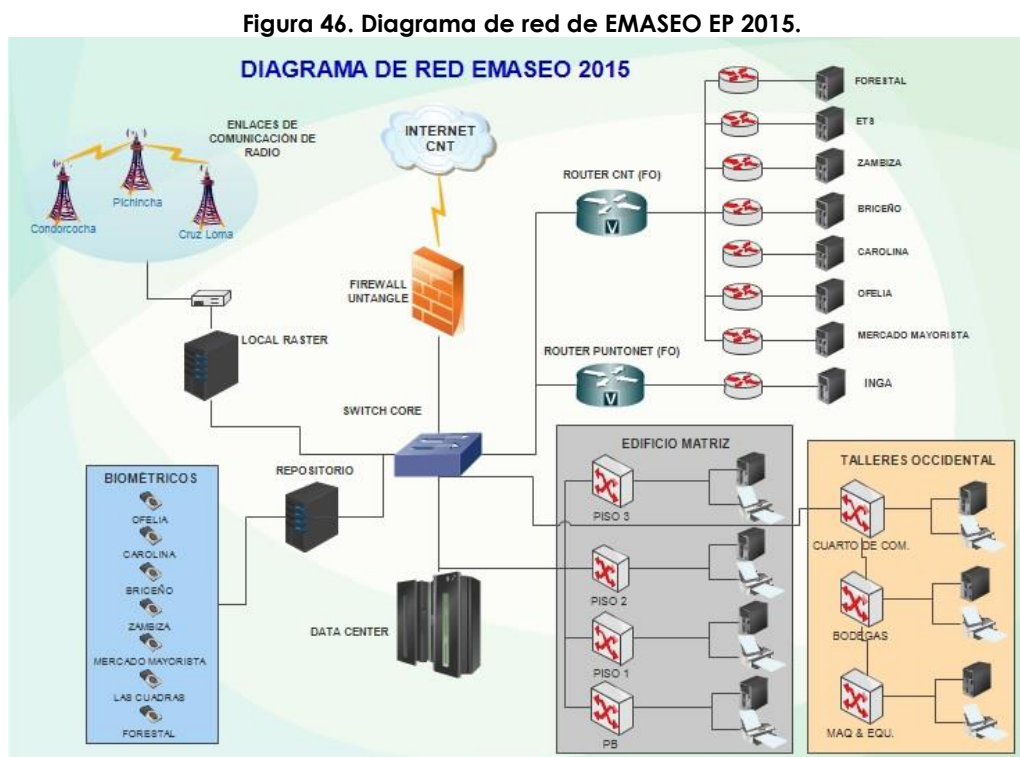 Figura 46. Diagrama de red de EMASEO EP 2015.
DIAGRAMA DE RED EMASEO 2015
ENLACES DE
COMUNICACIÓN DE
RADIO
Pichincha
Condorcocha
Cruz Loma
INTERNET
CNT
FIREWALL
UNTANGLE
LOCAL RASTER
SWITCH CORE
REPOSITORIO
DATA CENTER
ROUTER CNT (FO)
V
ROUTER PUNTONET (FO)
V
FORESTAL
ETS
ZAMBIZA
BRICEÑO
CAROLINA
OFELIA
MERCADO MAYORISTA
INGA
BIOMÉTRICOS
OFELIA
CAROLINA
BRICEÑO
ZAMBIZA
MERCADO MAYORISTA
LAS CUADRAS
FORESTAL
EDIFICIO MATRIZ
PISO 3
PISO 2
PISO 1
PB
TALLERES OCCIDENTAL
CUARTO DE COM.
BODEGAS
MAQ & EQU.